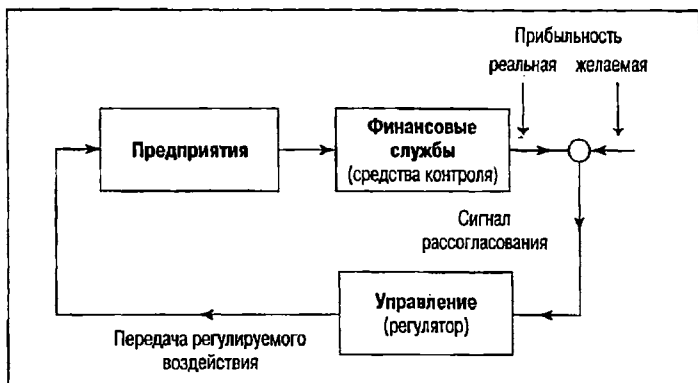 Прибыльность
реальная желаемая
Предприятия
Финансовые
службы
(средства контроля)
Сигнал
рассогласования
Управление
(регулятор)
Передача регулируемого
воздействия